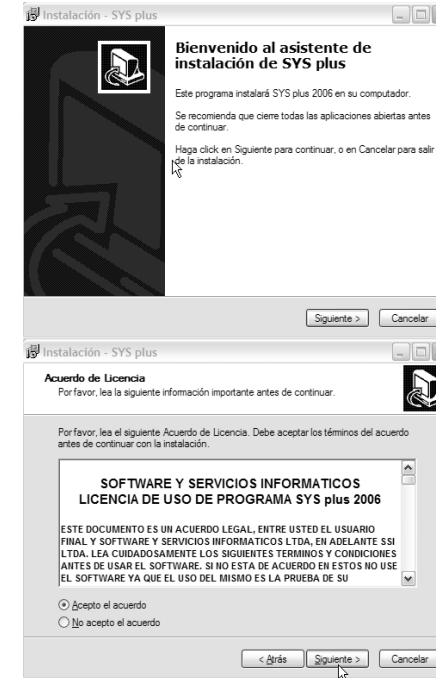 Instalación - SYS plus
Bienvenido al asistente de
instalación de SYS plus
Este programa instalará SYS plus 2006 en su computador.
Se recomienda que cierre todas las aplicaciones abiertas antes
de continuar.
Haga click en Siguiente para continuar, o en Cancelar para salir
de la instalación.
Siguiente >
Cancelar
Instalación - SYS plus
Acuerdo de Licencia
Por favor, lea la siguiente información importante antes de continuar.
Por favor, lea el siguiente Acuerdo de Licencia. Debe aceptar los términos del acuerdo
antes de continuar con la instalación.
SOFTWARE Y SERVICIOS INFORMATICOS
LICENCIA DE USO DE PROGRAMA SYS plus 2006
ESTE DOCUMENTO ES UN ACUERDO LEGAL, ENTRE USTED EL USUARIO
FINAL Y SOFTWARE Y SERVICIOS INFORMATICOS LTDA, EN ADELANTE SSI
LTDA. LEA CUIDADOSAMENTE LOS SIGUIENTES TERMINOS Y CONDICIONES
ANTES DE USAR EL SOFTWARE. SI NO ESTA DE ACUERDO EN ESTOS NO USE
EL SOFTWARE YA QUE EL USO DEL MISMO ES LA PRUEBA DE SU
Acepto el acuerdo
No acepto el acuerdo
< Atrás
Siguiente >
Cancelar